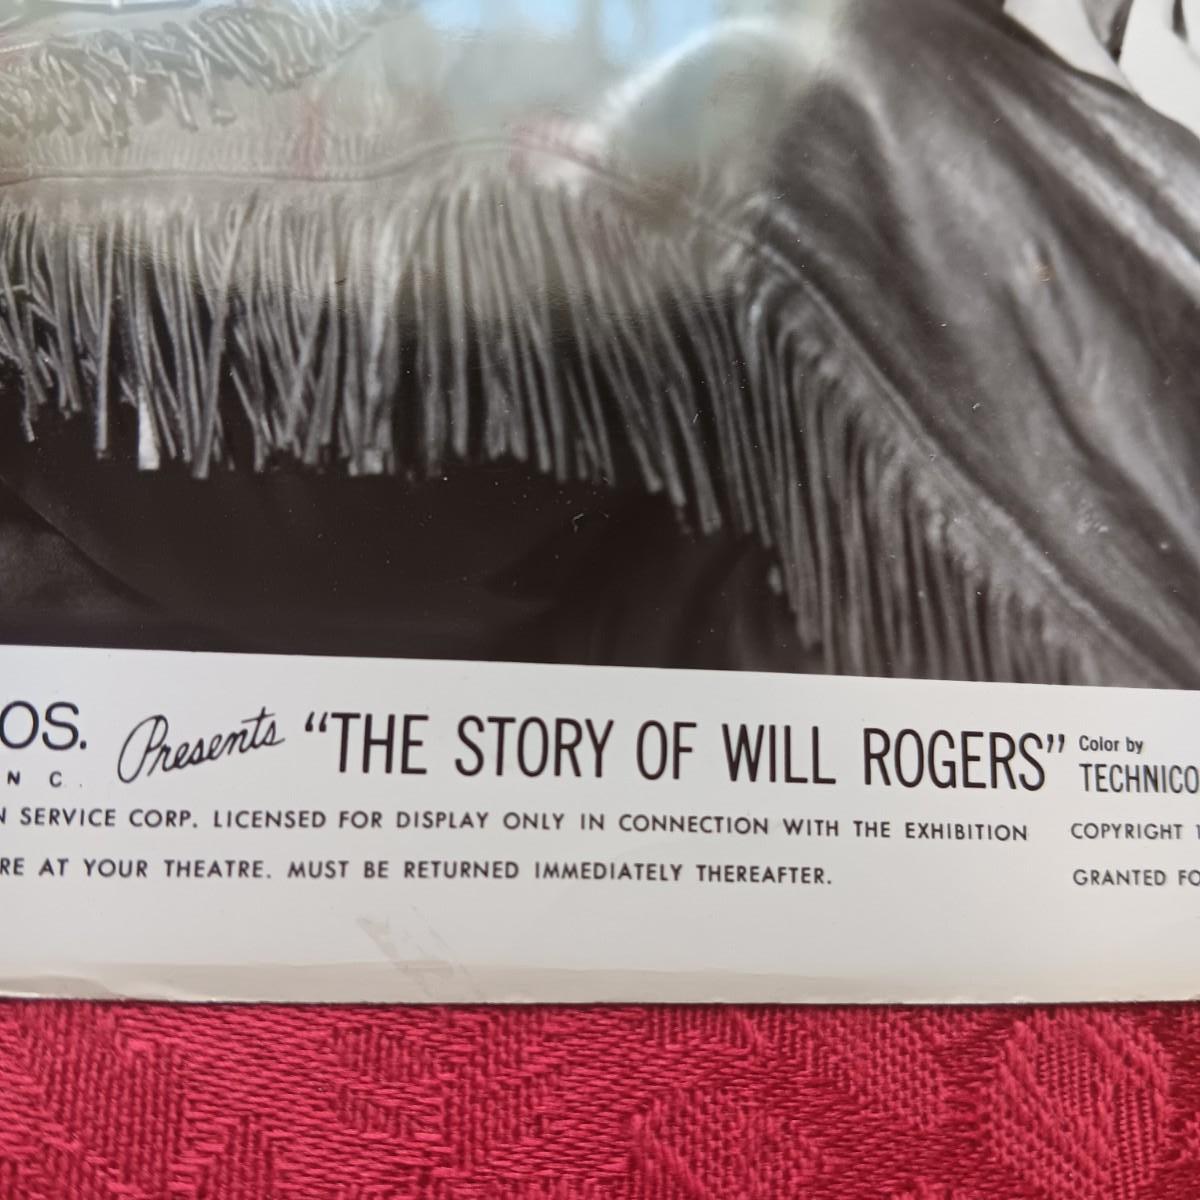 OS. Presents “THE STORY OF WILL ROGERS” Color by
N C. TECHNICO
N SERVICE CORP. LICENSED FOR DISPLAY ONLY IN CONNECTION WITH THE EXHIBITION COPYRIGHT 1
RE AT YOUR THEATRE. MUST BE RETURNED IMMEDIATELY THEREAFTER. GRANTED FO